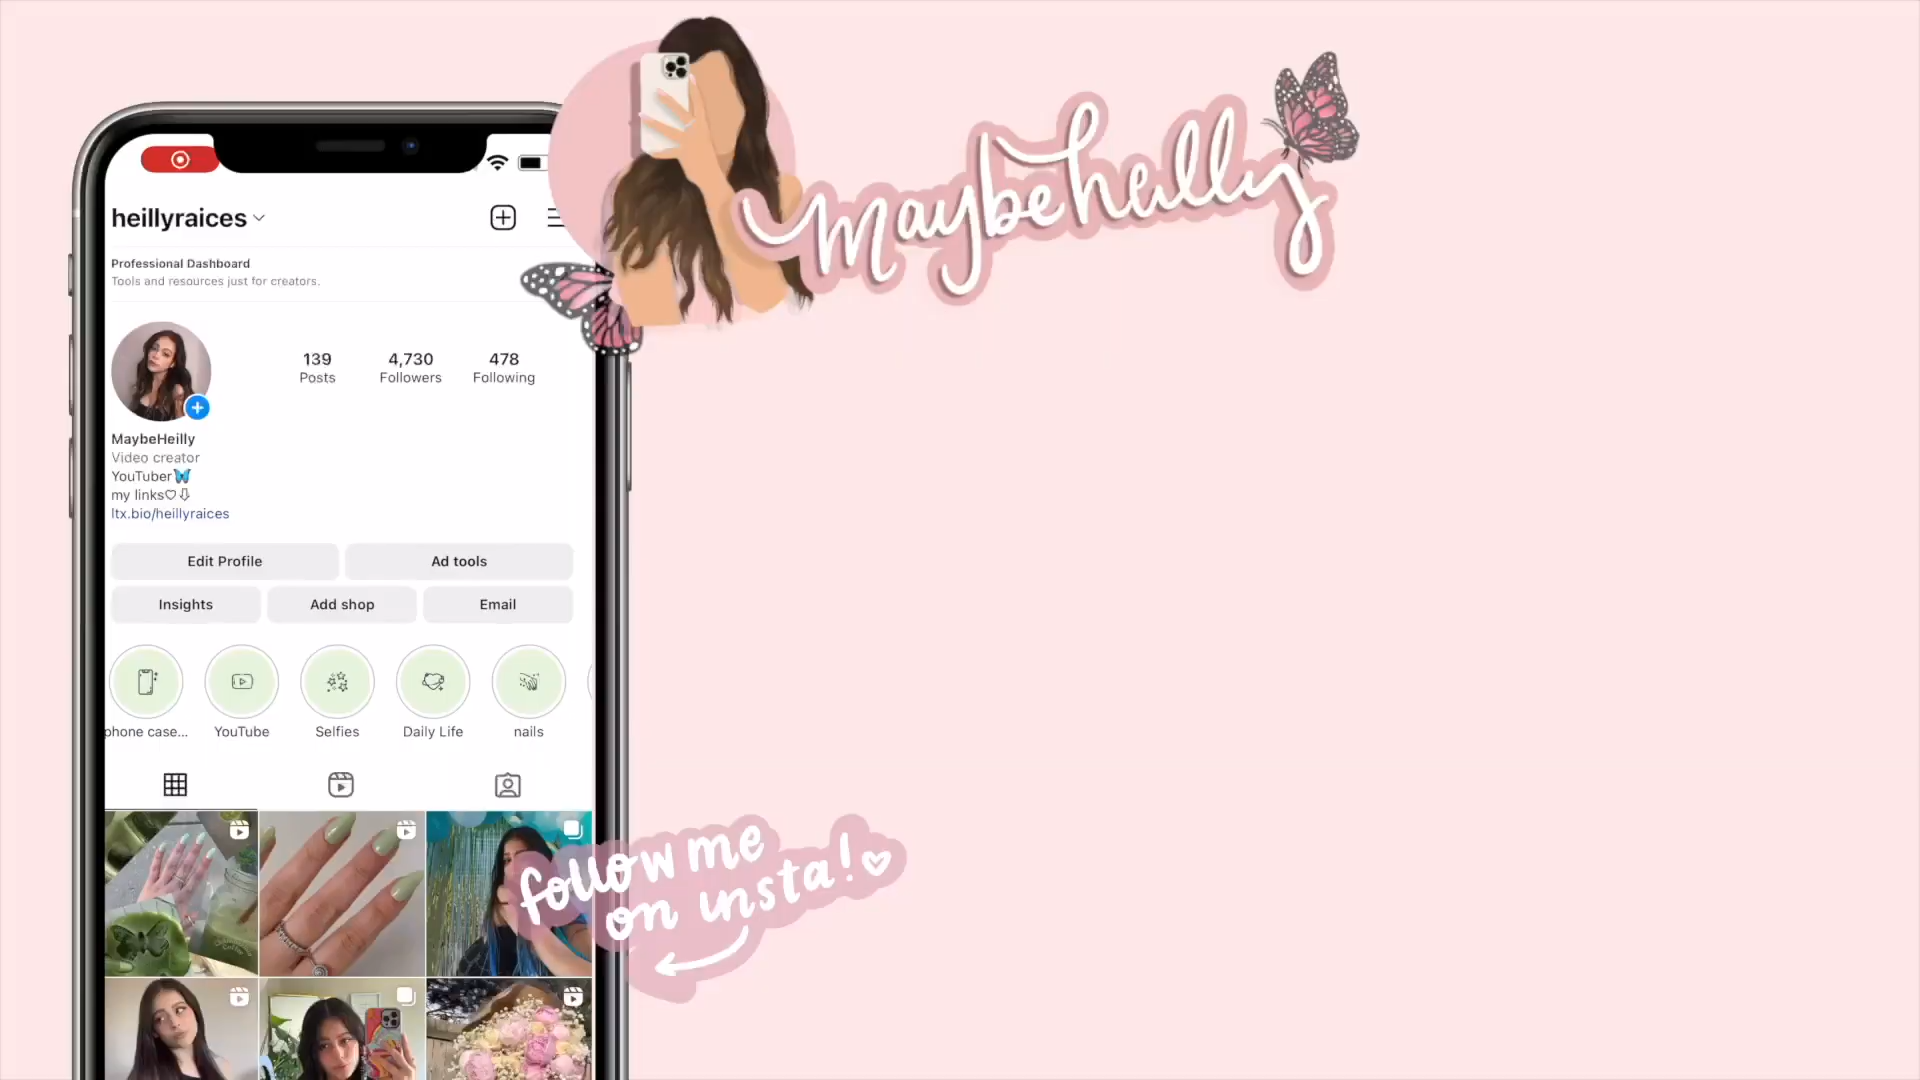 maybeheilly
heillyraices
Professional Dashboard
Tools and resources just for creators.
139
Posts
4,730
Followers
478
Following
MaybeHeilly
Video creator
YouTuber🦋
my links♡⇩
ltx.bio/heillyraices
Edit Profile
Ad tools
Insights
Add shop
Email
phone case...
YouTube
Selfies
Daily Life
nails
follow me
on insta!♡